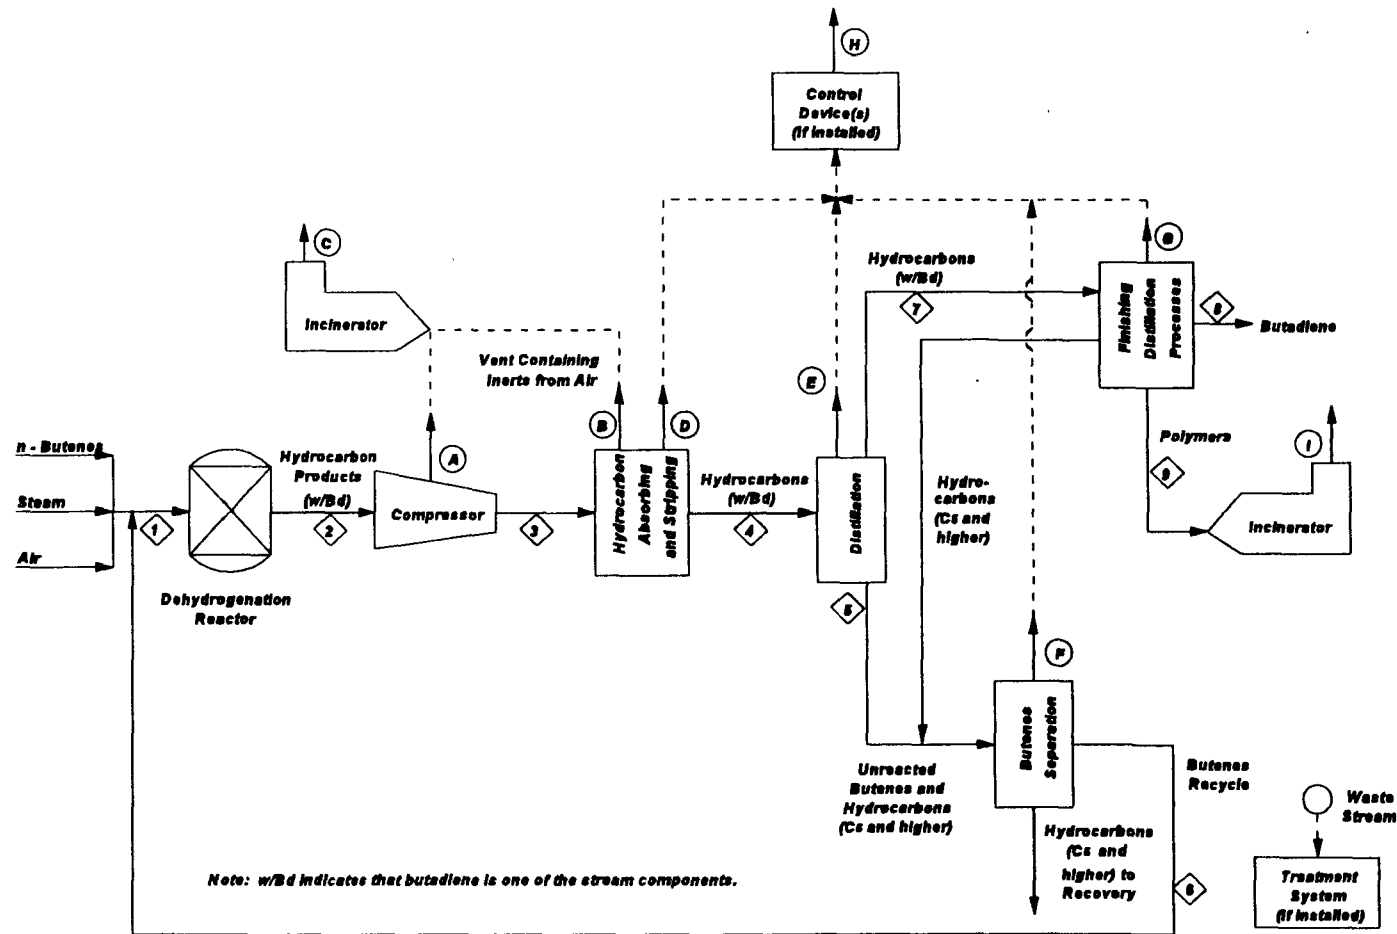 H
Control
Device(s)
(if installed)
C
Incinerator
Vent Containing
Inerts from Air
A
B
D
E
Hydrocarbons
(w/Bd)
7
G
Finishing
Distillation
Processes
8
Butadiene
Polymers
9
I
Incinerator
n - Butenes
Steam
Air
1
Dehydrogenation
Reactor
Hydrocarbon
Products
(w/Bd)
2
Compressor
3
Hydrocarbon
Absorbing
and Stripping
Hydrocarbons
(w/Bd)
4
Distillation
5
Hydro-
carbons
(C5 and
higher)
F
Butenes
Separation
Unreacted
Butenes and
Hydrocarbons
(C5 and higher)
Butenes
Recycle
Hydrocarbons
(C5 and
higher) to
Recovery
6
Waste
Stream
Treatment
System
(if installed)
Note: w/Bd indicates that butadiene is one of the stream components.